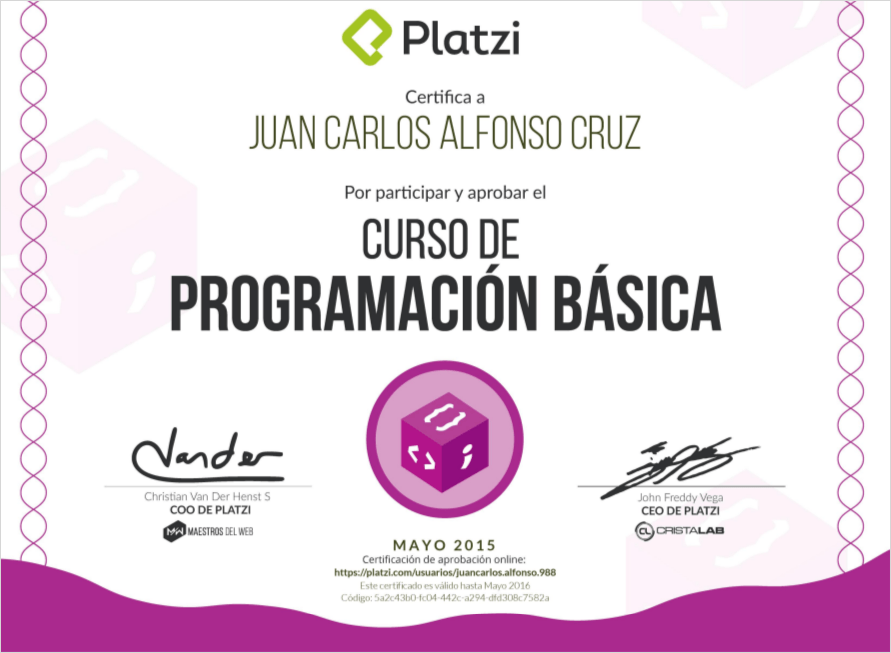 Platzi
Certifica a
JUAN CARLOS ALFONSO CRUZ
Por participar y aprobar el
CURSO DE
PROGRAMACIÓN BÁSICA
Vander
Christian Van Der Henst S
COO DE PLATZI
MW MAESTROS DEL WEB
John Freddy Vega
CEO DE PLATZI
CL CRISTALAB
MAYO 2015
Certificación de aprobación online:
https://platzi.com/usuarios/juancarlos.alfonso.988
Este certificado es válido hasta Mayo 2016
Código: 5a2c43b0-fc04-442c-a294-dfd308c7582a